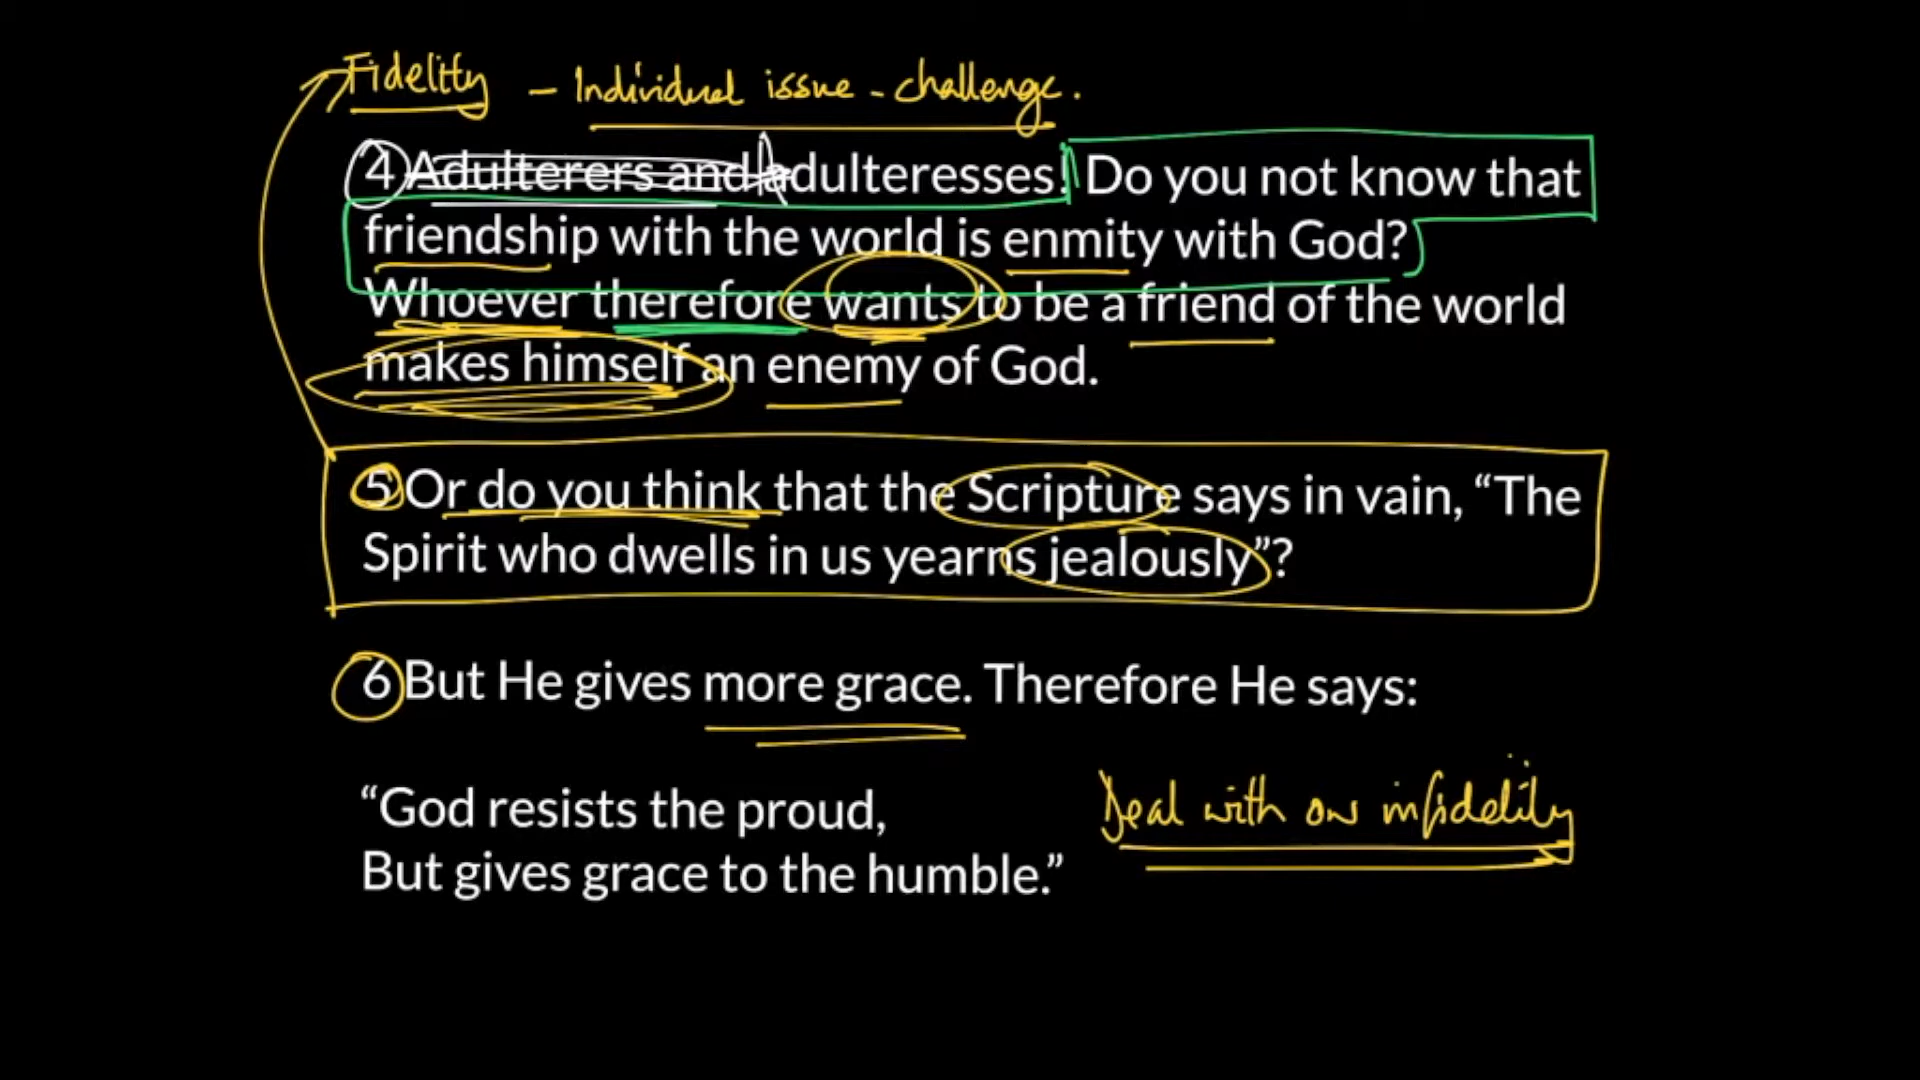 Fidelity - Individual issue - challenge.
4 Adulterers and adulteresses! Do you not know that
friendship with the world is enmity with God?
Whoever therefore wants to be a friend of the world
makes himself an enemy of God.
5 Or do you think that the Scripture says in vain, “The
Spirit who dwells in us yearns jealously”?
6 But He gives more grace. Therefore He says:
“God resists the proud,
But gives grace to the humble.”
Deal with our infidelity